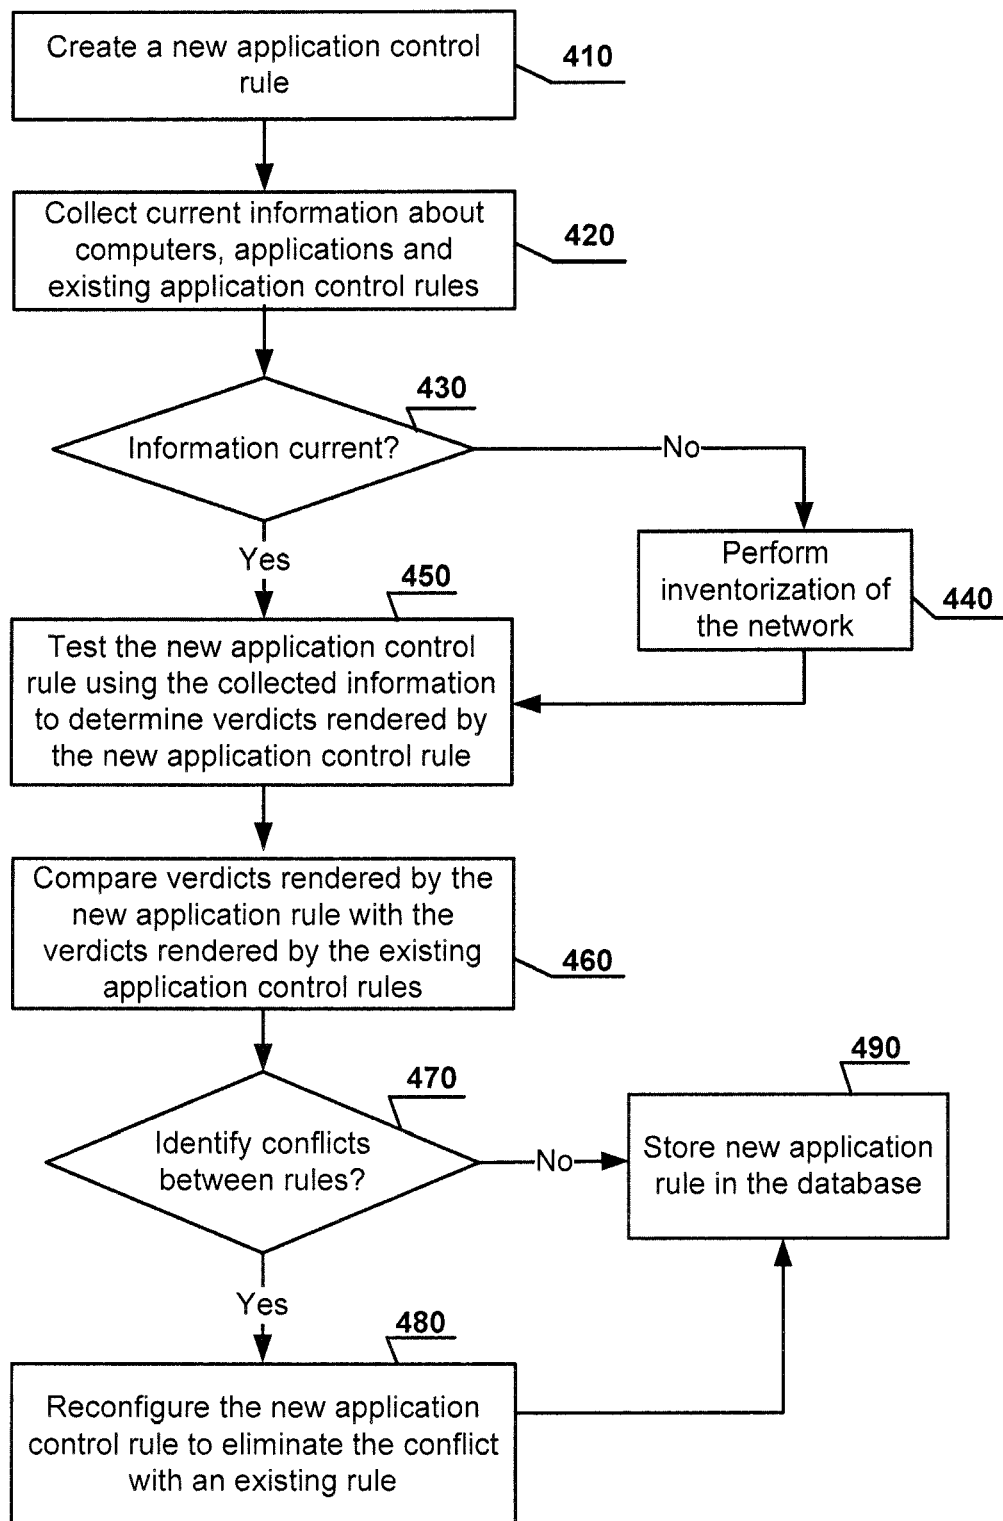 Create a new application control
rule
410
Collect current information about
computers, applications and
existing application control rules
420
430
Information current?
No
Yes
Perform
inventorization of
the network
440
450
Test the new application control
rule using the collected information
to determine verdicts rendered by
the new application control rule
Compare verdicts rendered by the
new application rule with the
verdicts rendered by the existing
application control rules
460
470
Identify conflicts
between rules?
No
490
Store new application
rule in the database
Yes
480
Reconfigure the new application
control rule to eliminate the conflict
with an existing rule